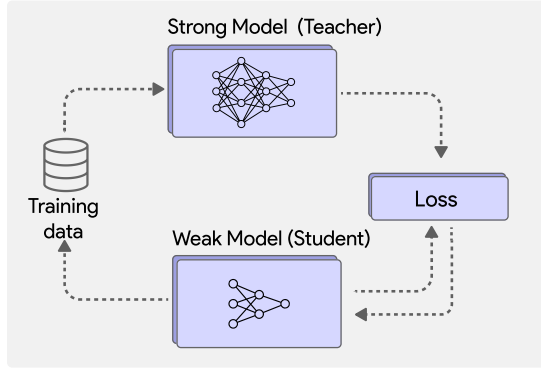 Strong Model (Teacher)
Training
data
Loss
Weak Model (Student)